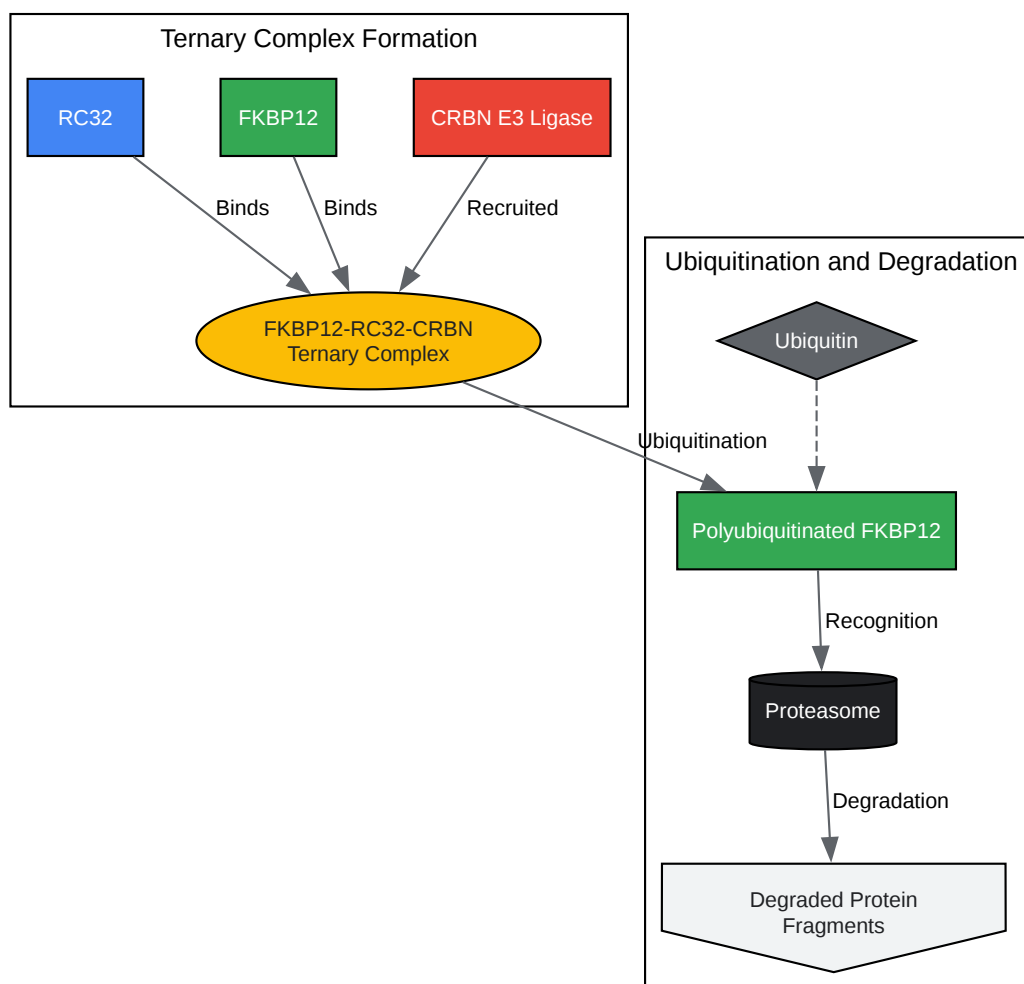 Ternary Complex Formation
RC32
FKBP12
CRBN E3 Ligase
Binds
Binds
Recruited
FKBP12-RC32-CRBN
Ternary Complex
Ubiquitination and Degradation
Ubiquitin
Ubiquitination
Polyubiquitinated FKBP12
Recognition
Proteasome
Degradation
Degraded Protein
Fragments